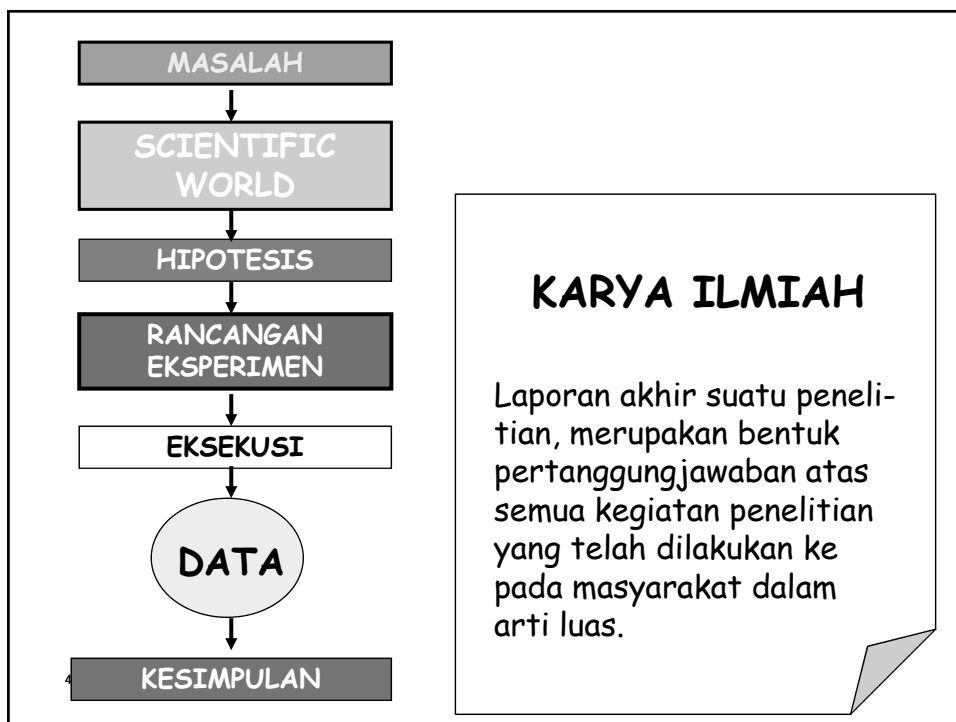 MASALAH
SCIENTIFIC
WORLD
HIPOTESIS
RANCANGAN
EKSPERIMEN
EKSEKUSI
DATA
KESIMPULAN
4
KARYA ILMIAH
Laporan akhir suatu peneli-
tian, merupakan bentuk
pertanggungjawaban atas
semua kegiatan penelitian
yang telah dilakukan ke
pada masyarakat dalam
arti luas.